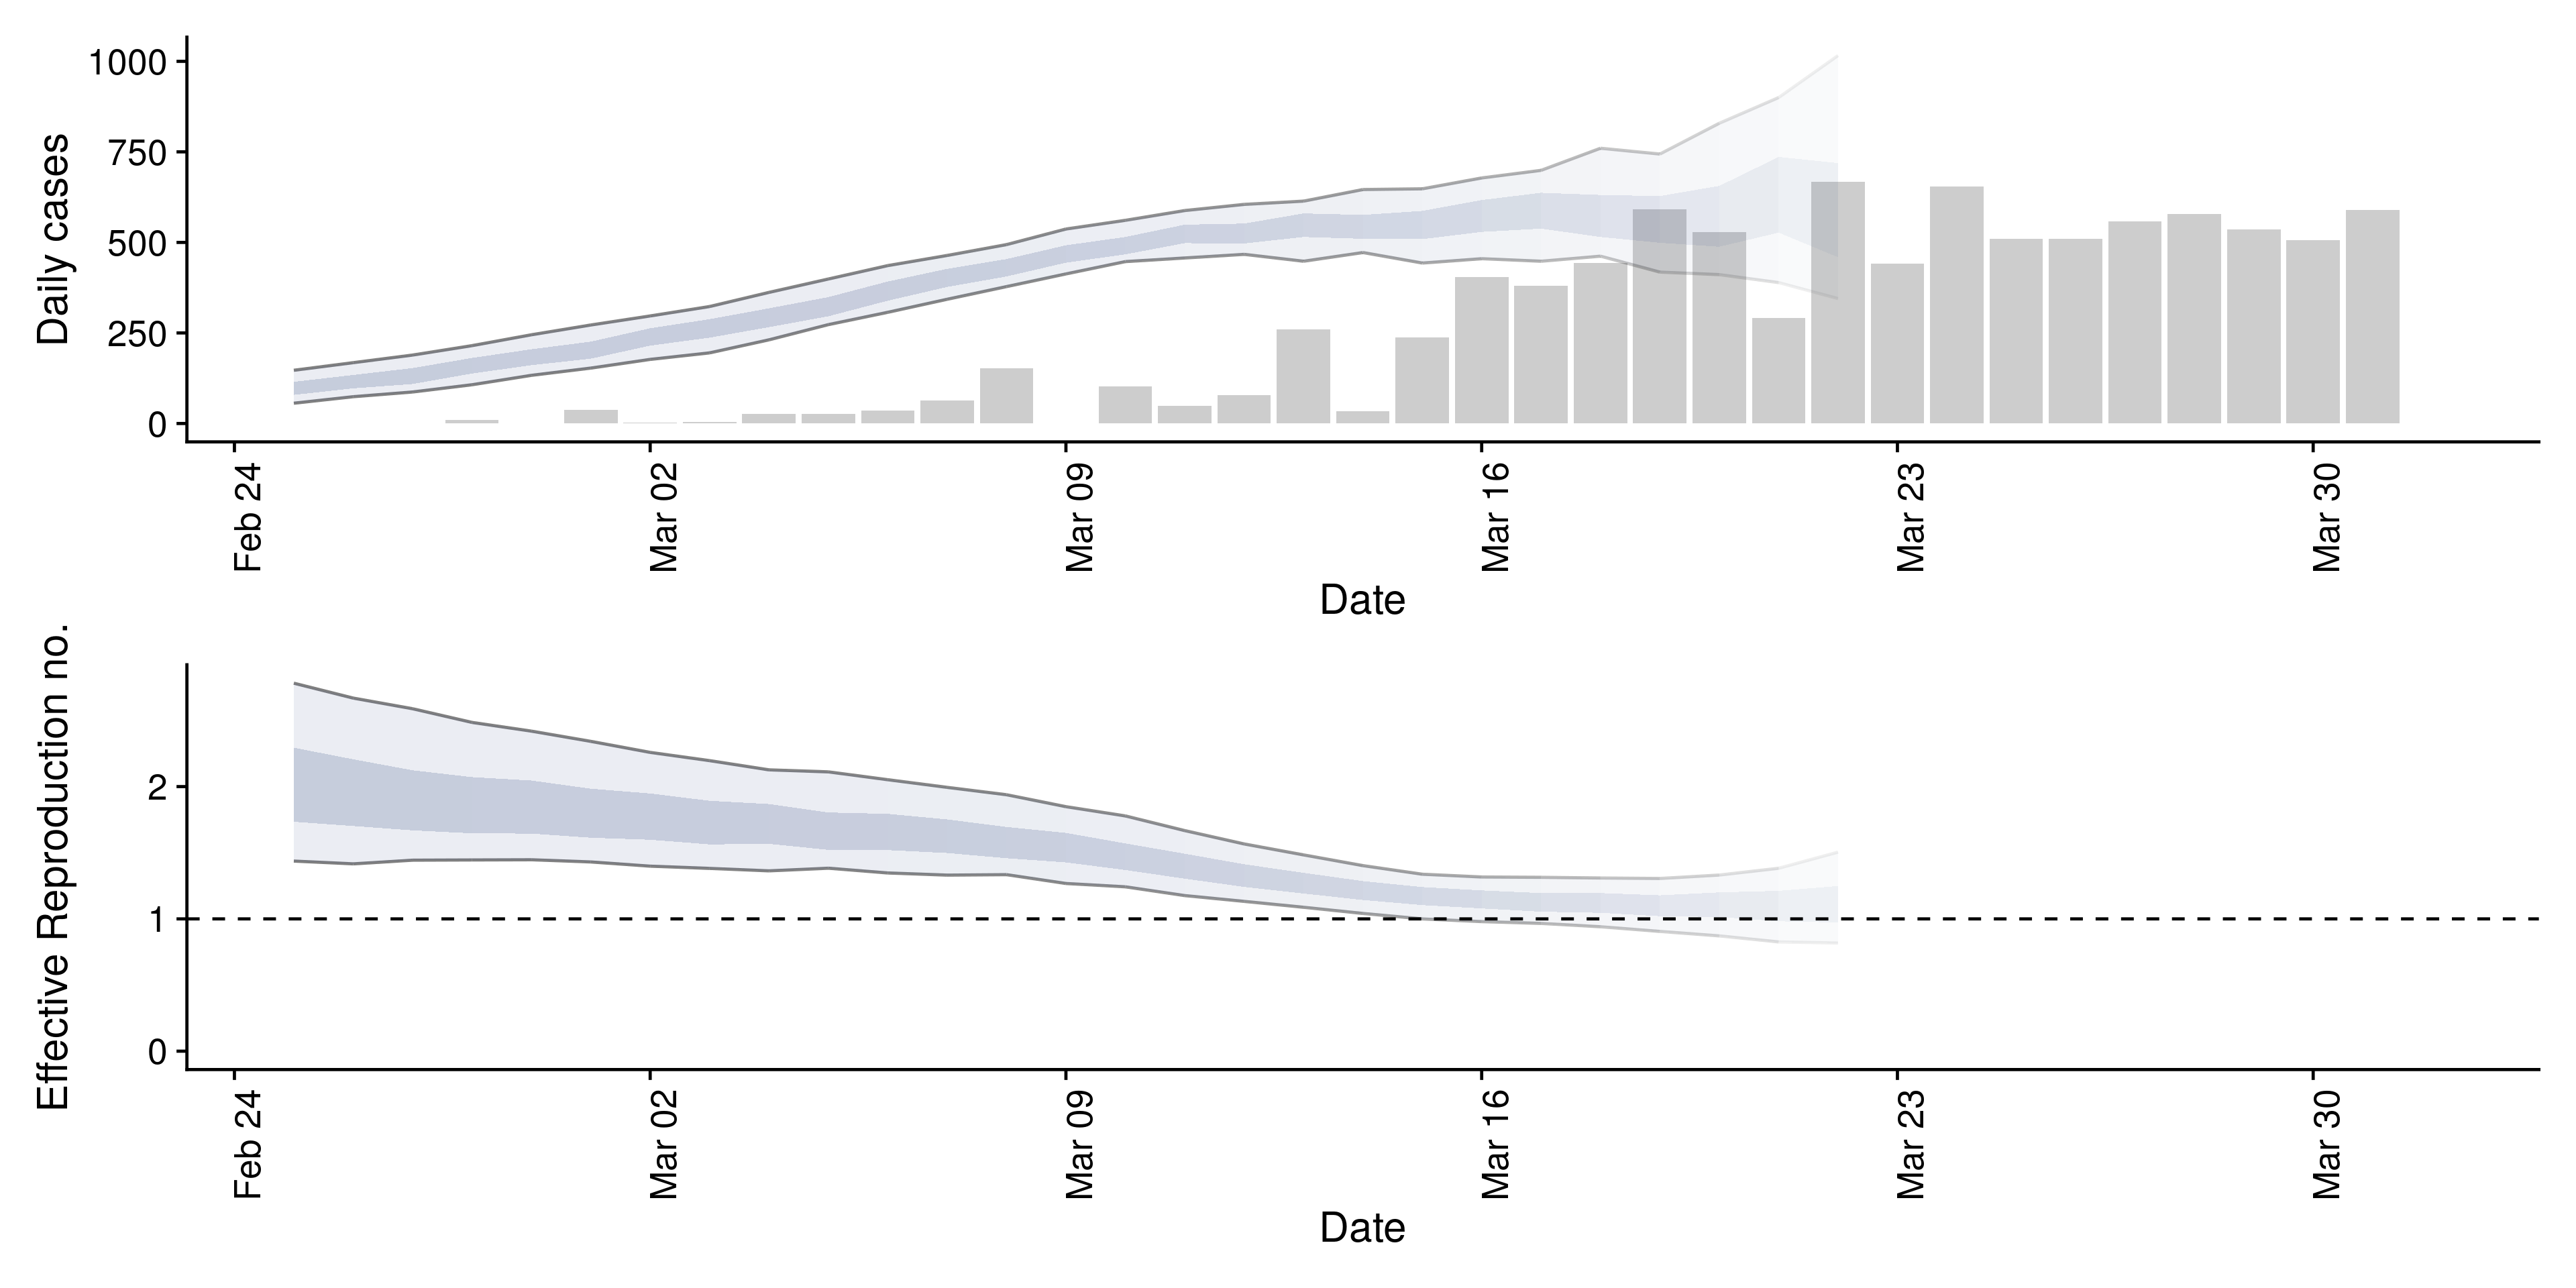 Daily cases
1000
750
500
250
0
Feb 24
Mar 02
Mar 09
Mar 16
Mar 23
Mar 30
Date
Effective Reproduction no.
2
1
0
Feb 24
Mar 02
Mar 09
Mar 16
Mar 23
Mar 30
Date